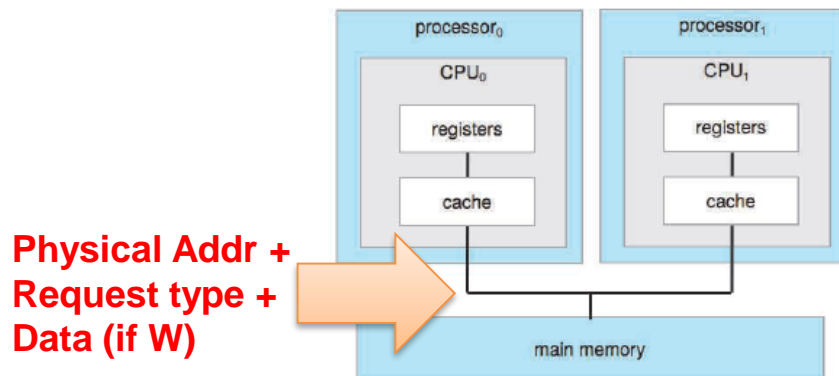 processor₀
processor₁
CPU₀
CPU₁
registers
registers
cache
cache
Physical Addr +
Request type +
Data (if W)
main memory